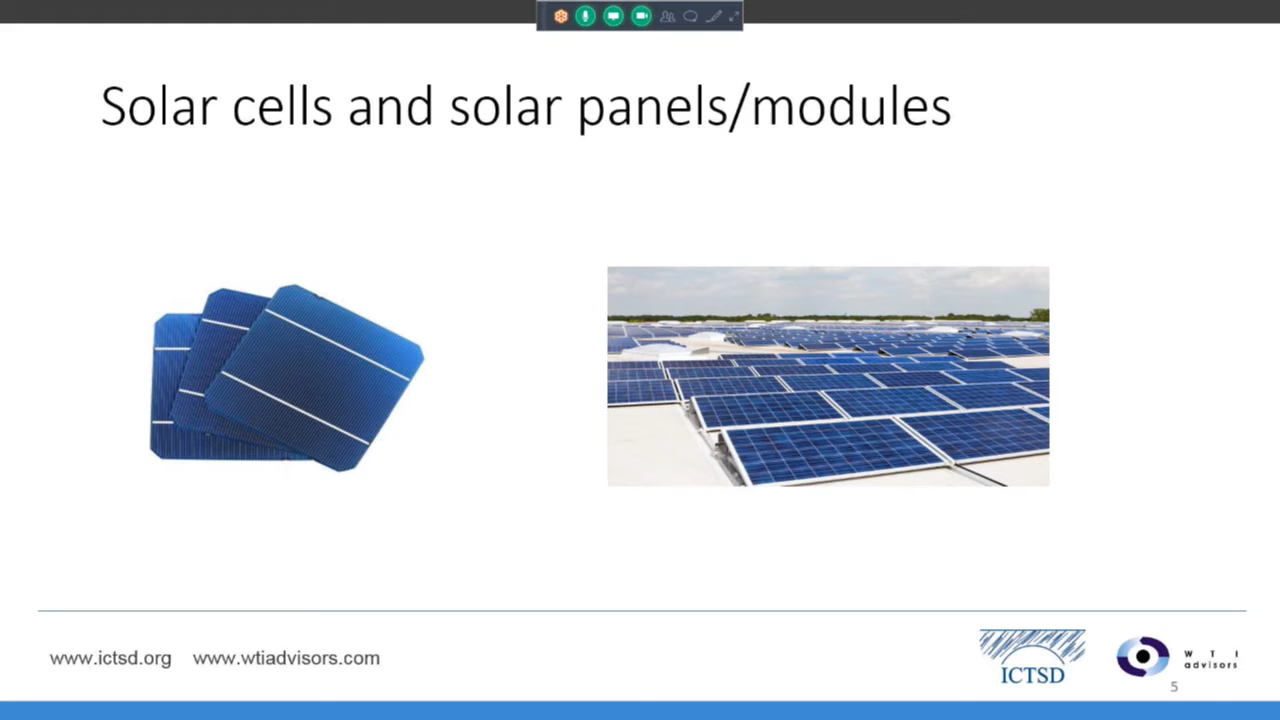 Solar cells and solar panels/modules
www.ictsd.org www.wtiadvisors.com
ICTSD
W T I
advisors
5